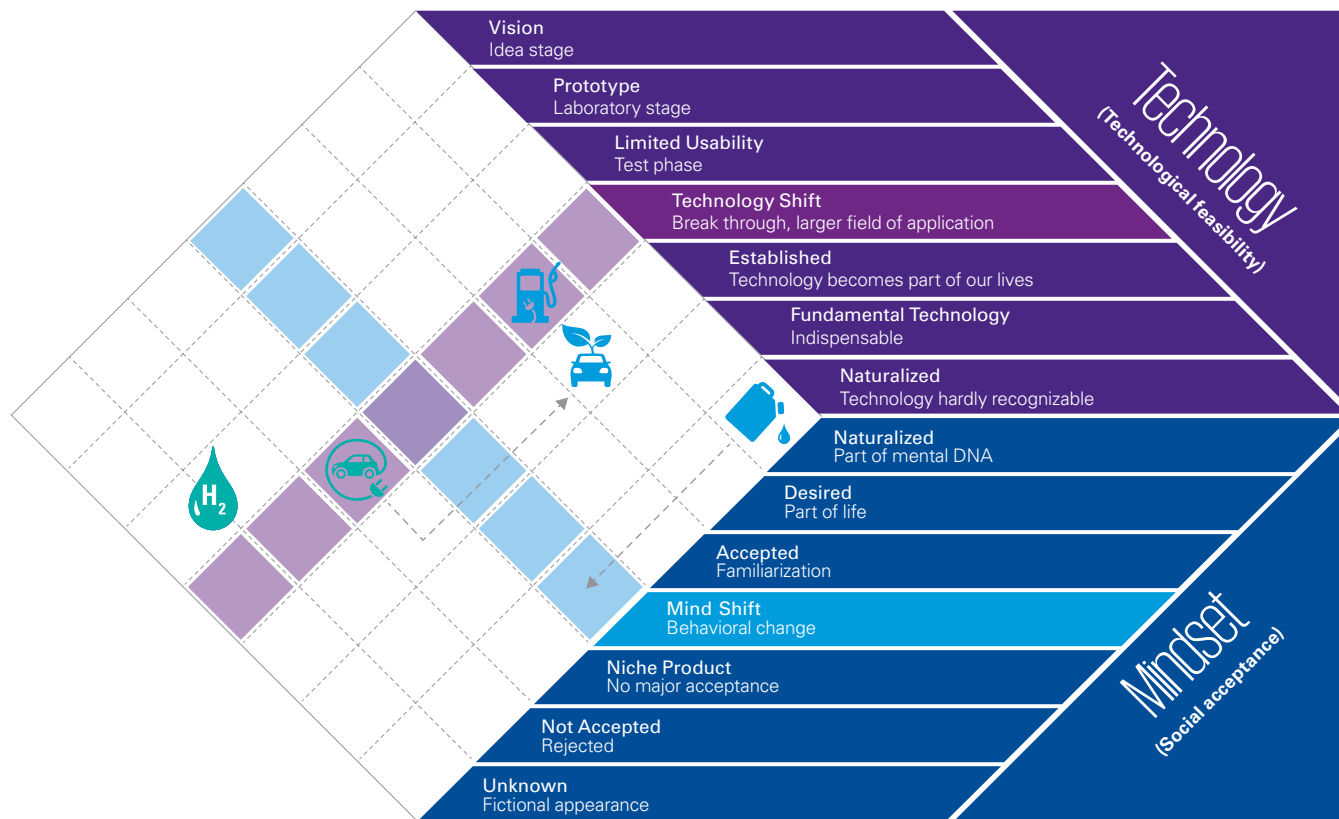 Vision
Idea stage
Prototype
Laboratory stage
Limited Usability
Test phase
Technology Shift
Break through, larger field of application
Established
Technology becomes part of our lives
Fundamental Technology
Indispensable
Naturalized
Technology hardly recognizable
Technology
(Technological feasibility)
Naturalized
Part of mental DNA
Desired
Part of life
Accepted
Familiarization
Mind Shift
Behavioral change
Niche Product
No major acceptance
Not Accepted
Rejected
Unknown
Fictional appearance
Mindset
(Social acceptance)
H2